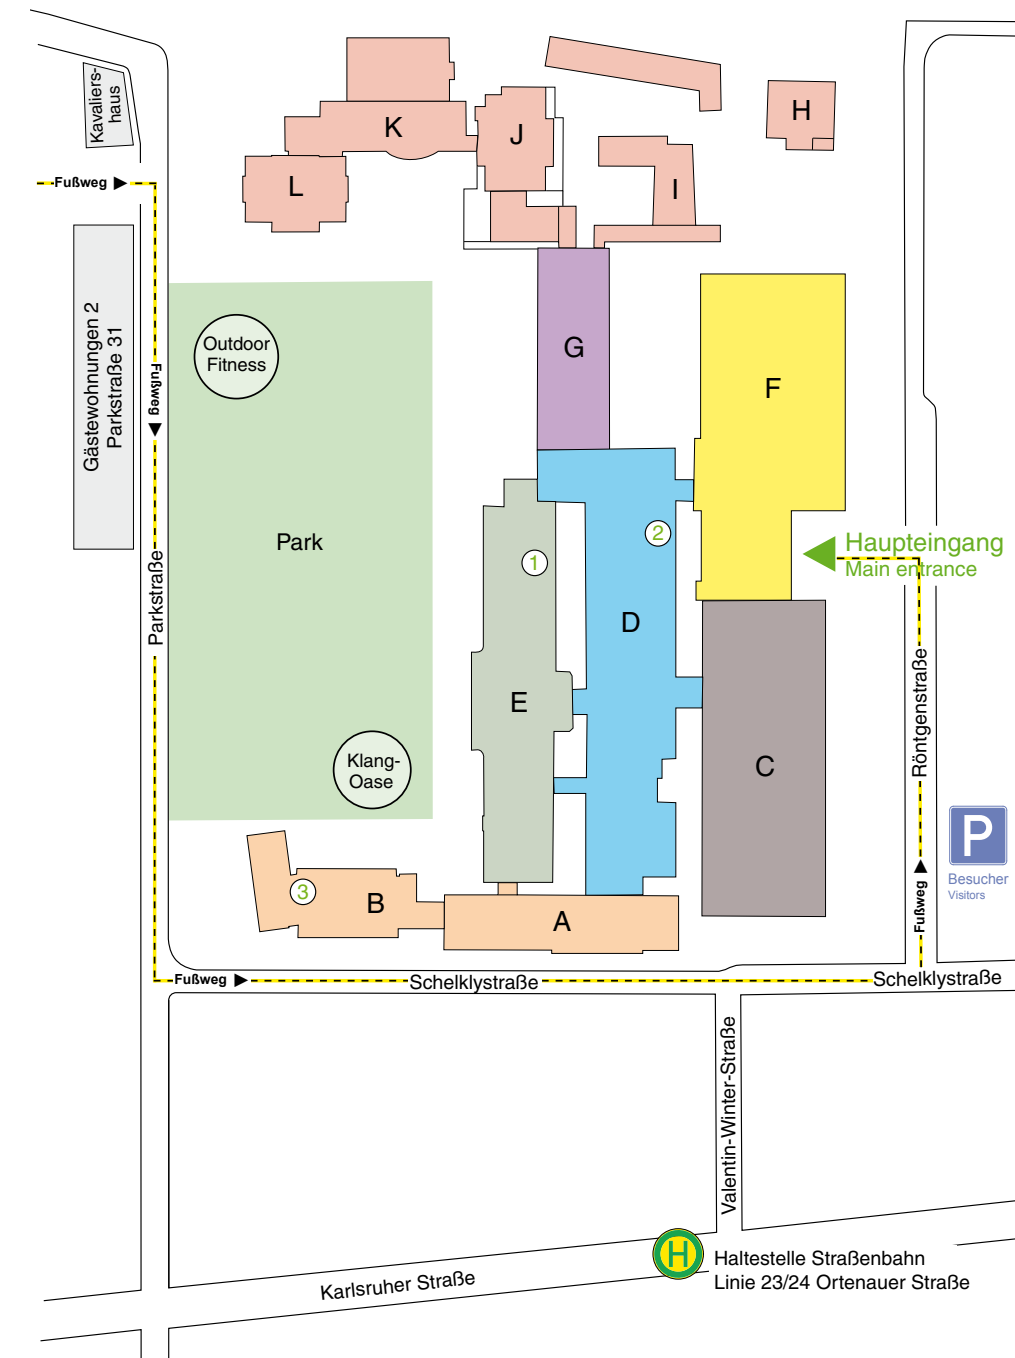 Kavaliers-
haus
K
J
H
L
I
Fußweg
Gästewohnungen 2
Parkstraße 31
Outdoor
Fitness
Fußweg
G
F
Park
1
2
Haupteingang
Main entrance
Parkstraße
D
E
Röntgenstraße
Klang-
Oase
C
P
Besucher
Visitors
3
B
A
Fußweg
Fußweg
Schelklystraße
Schelklystraße
Valentin-Winter-Straße
H
Haltestelle Straßenbahn
Linie 23/24 Ortenauer Straße
Karlsruher Straße